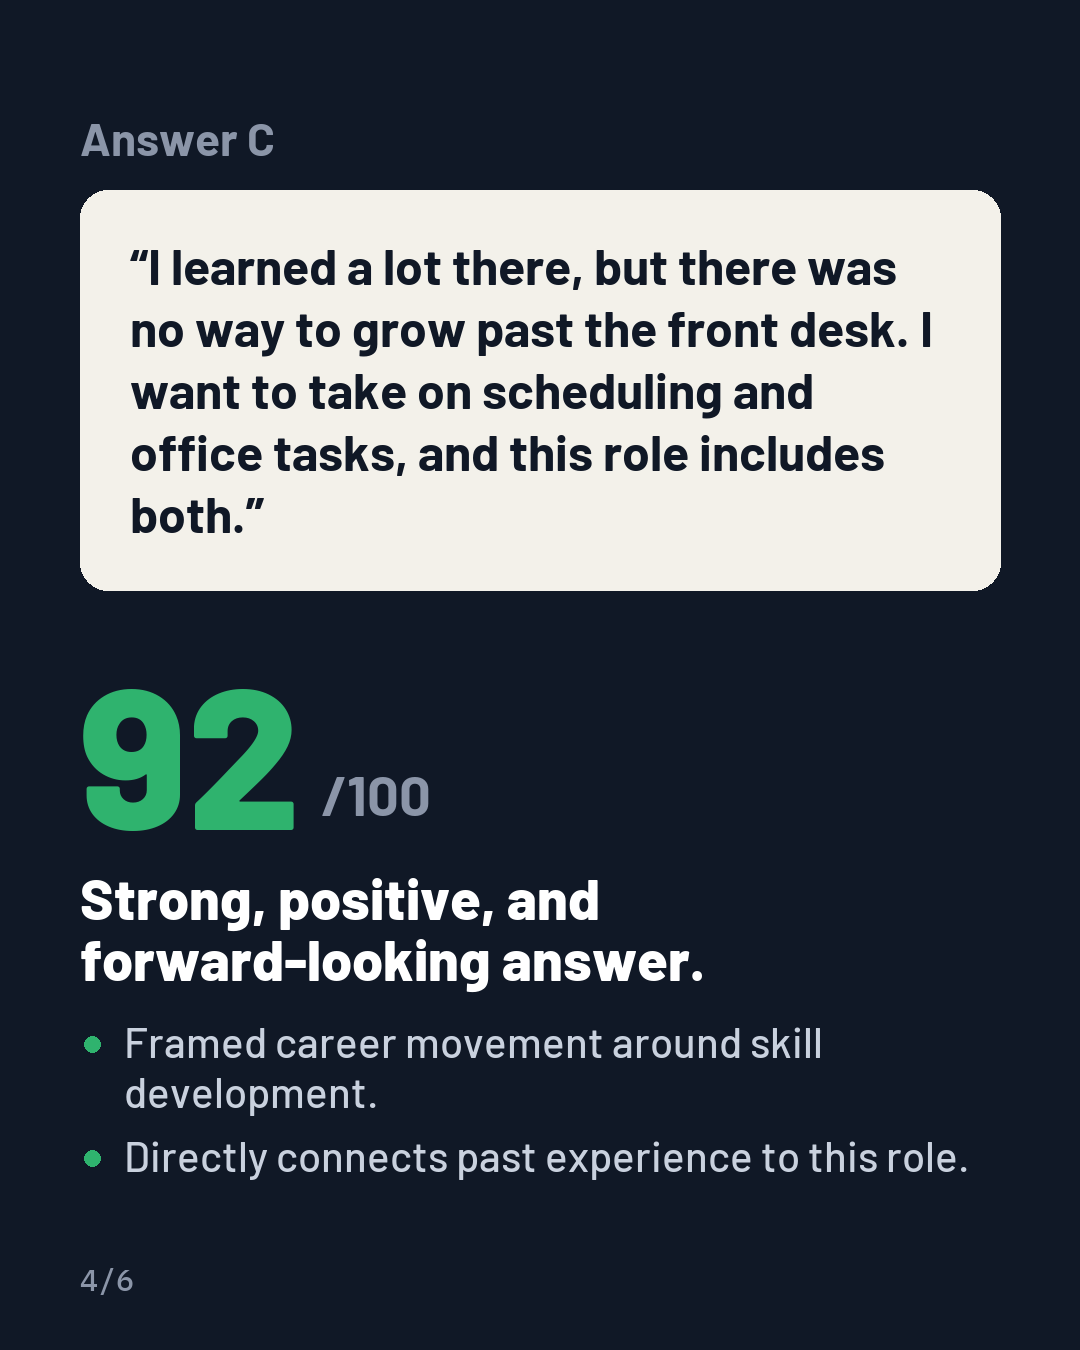 Answer C
“I learned a lot there, but there was
no way to grow past the front desk. I
want to take on scheduling and
office tasks, and this role includes
both.”
92 /100
Strong, positive, and
forward-looking answer.
• Framed career movement around skill
development.
• Directly connects past experience to this role.
4/6